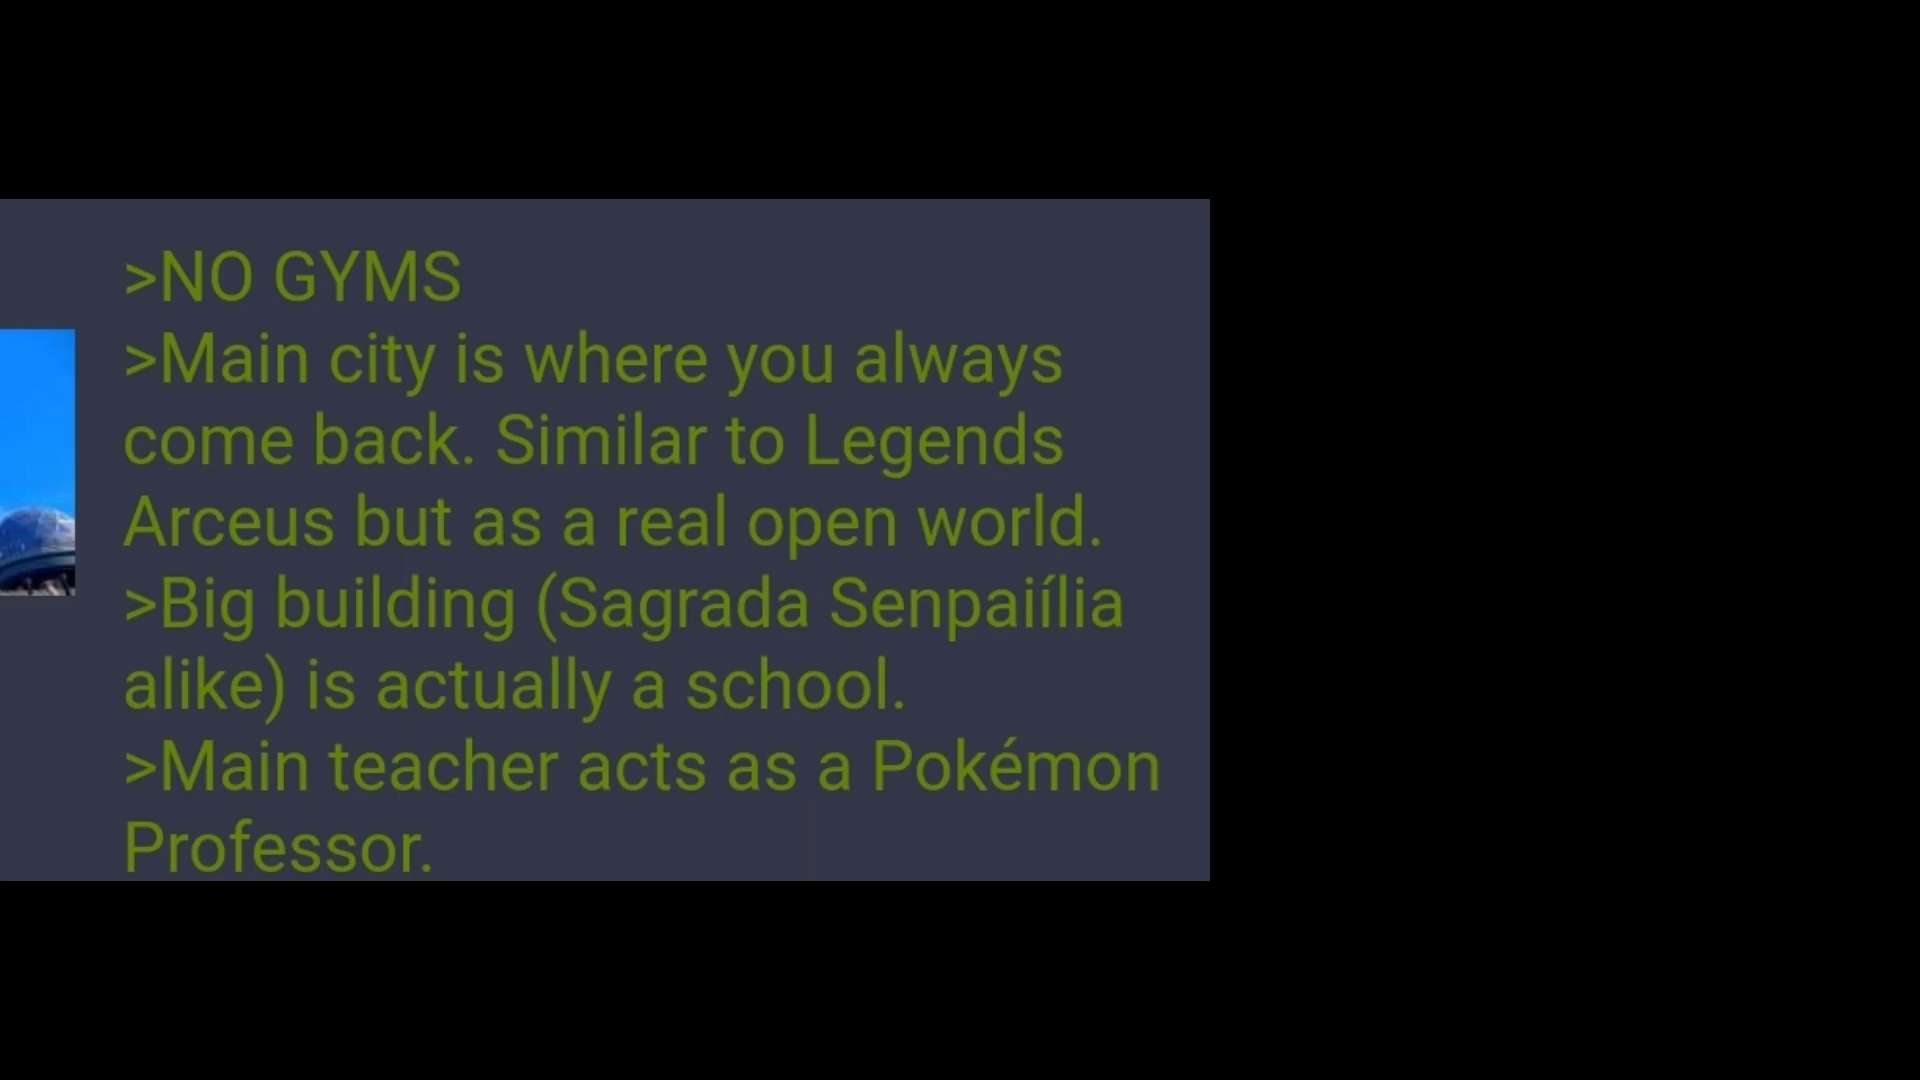 >NO GYMS
>Main city is where you always
come back. Similar to Legends
Arceus but as a real open world.
>Big building (Sagrada Senpaiília
alike) is actually a school.
>Main teacher acts as a Pokémon
Professor.